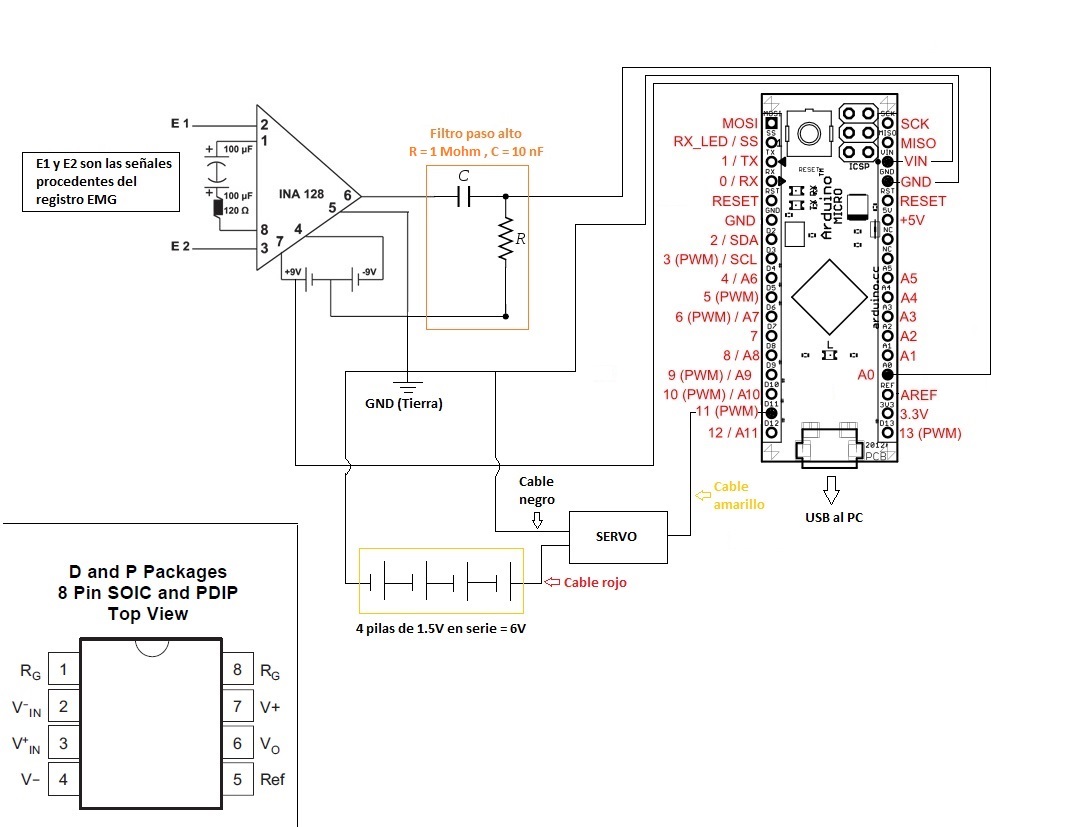 E1 y E2 son las señales
procedentes del
registro EMG
E 1
E 2
2
1
8
3
+
100 µF
+
100 µF
120 Ω
INA 128
6
5
4
7
+9V
-9V
Filtro paso alto
R = 1 Mohm , C = 10 nF
C
R
GND (Tierra)
MOSI
RX_LED / SS
1 / TX
0 / RX
RESET
GND
2 / SDA
3 (PWM) / SCL
4 / A6
5 (PWM)
6 (PWM) / A7
7
8 / A8
9 (PWM) / A9
10 (PWM) / A10
11 (PWM)
12 / A11
MOSI
SS
TX
RX
RST
GND
D2
D3
D4
D5
D6
D7
D8
D9
D10
D11
D12
1
RESET
ICSP
TX RX
Arduino™
MICRO
arduino.cc
L
SCK
MISO
VIN
GND
RST
5V
NC
NC
A5
A4
A3
A2
A1
A0
REF
3V3
D13
2012
PCB
SCK
MISO
VIN
GND
RESET
+5V
A5
A4
A3
A2
A1
A0
AREF
3.3V
13 (PWM)
USB al PC
Cable
amarillo
Cable
negro
SERVO
Cable rojo
4 pilas de 1.5V en serie = 6V
D and P Packages
8 Pin SOIC and PDIP
Top View
RG 1 8 RG
V-IN 2 7 V+
V+IN 3 6 VO
V– 4 5 Ref